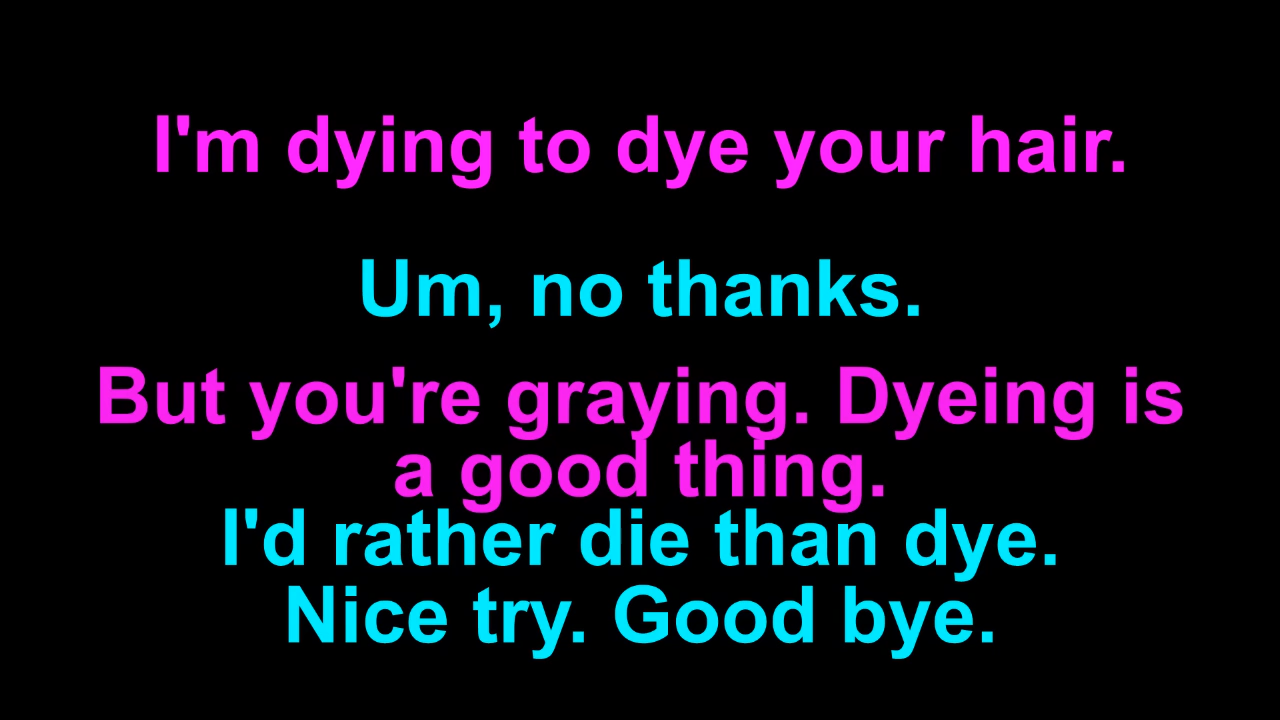 I'm dying to dye your hair.
Um, no thanks.
But you're graying. Dyeing is
a good thing.
I'd rather die than dye.
Nice try. Good bye.